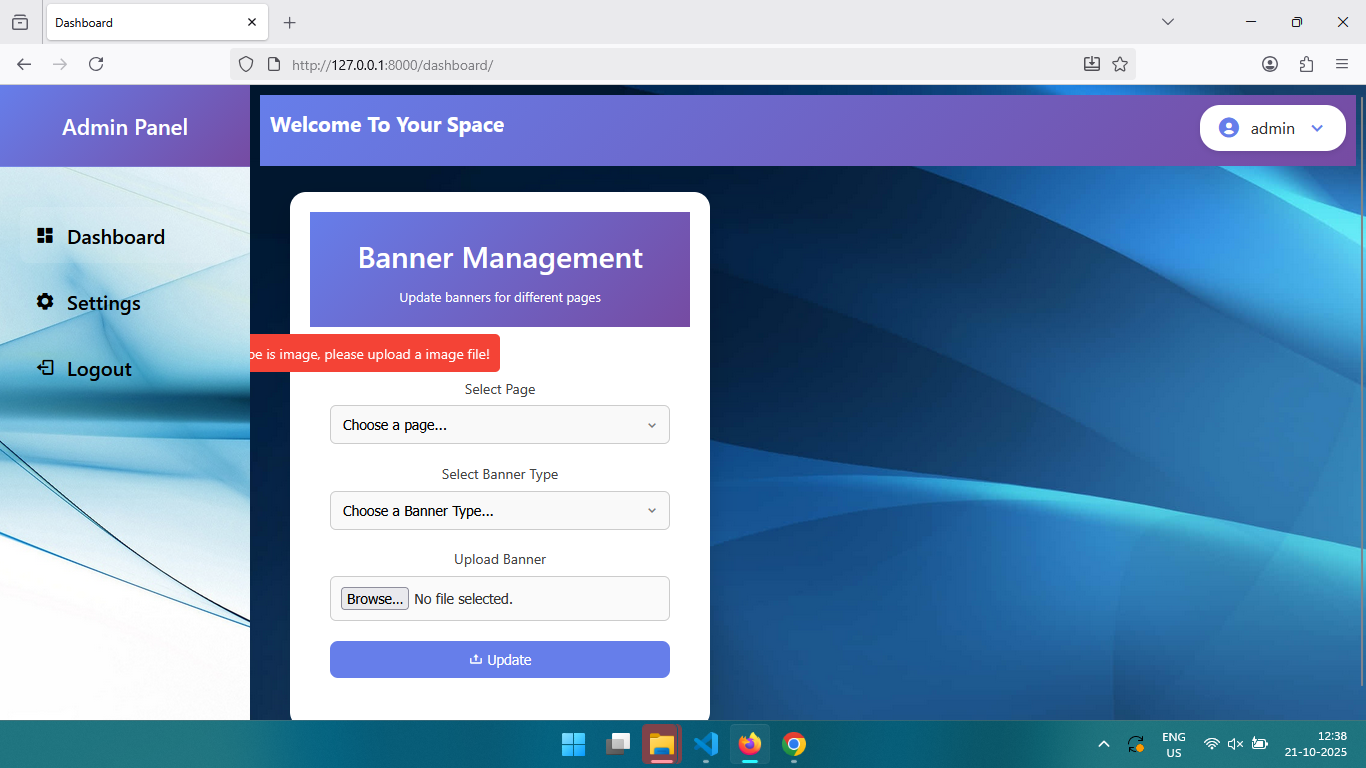 Dashboard
http://127.0.0.1:8000/dashboard/
Admin Panel
Dashboard
Settings
Logout
Welcome To Your Space
admin
Banner Management
Update banners for different pages
is image, please upload a image file!
Select Page
Choose a page...
Select Banner Type
Choose a Banner Type...
Upload Banner
Browse... No file selected.
Update
ENG
US
12:38
21-10-2025